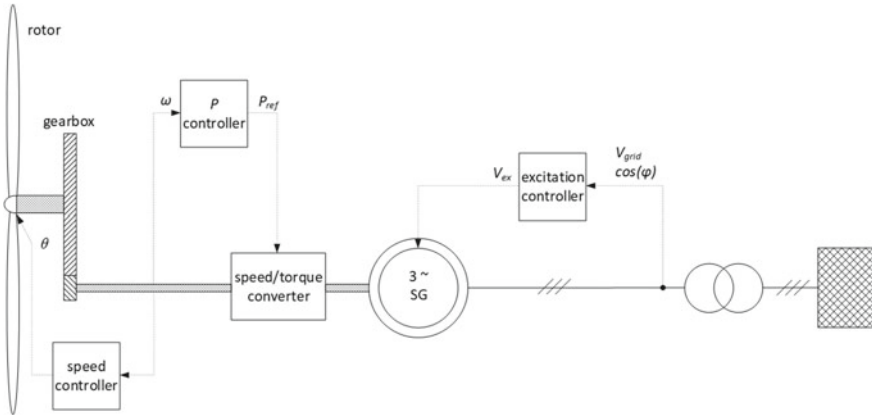 rotor
gearbox
ω
P
controller
P_ref
V_grid
cos(φ)
V_ex
excitation
controller
θ
speed/torque
converter
3 ~
SG
speed
controller